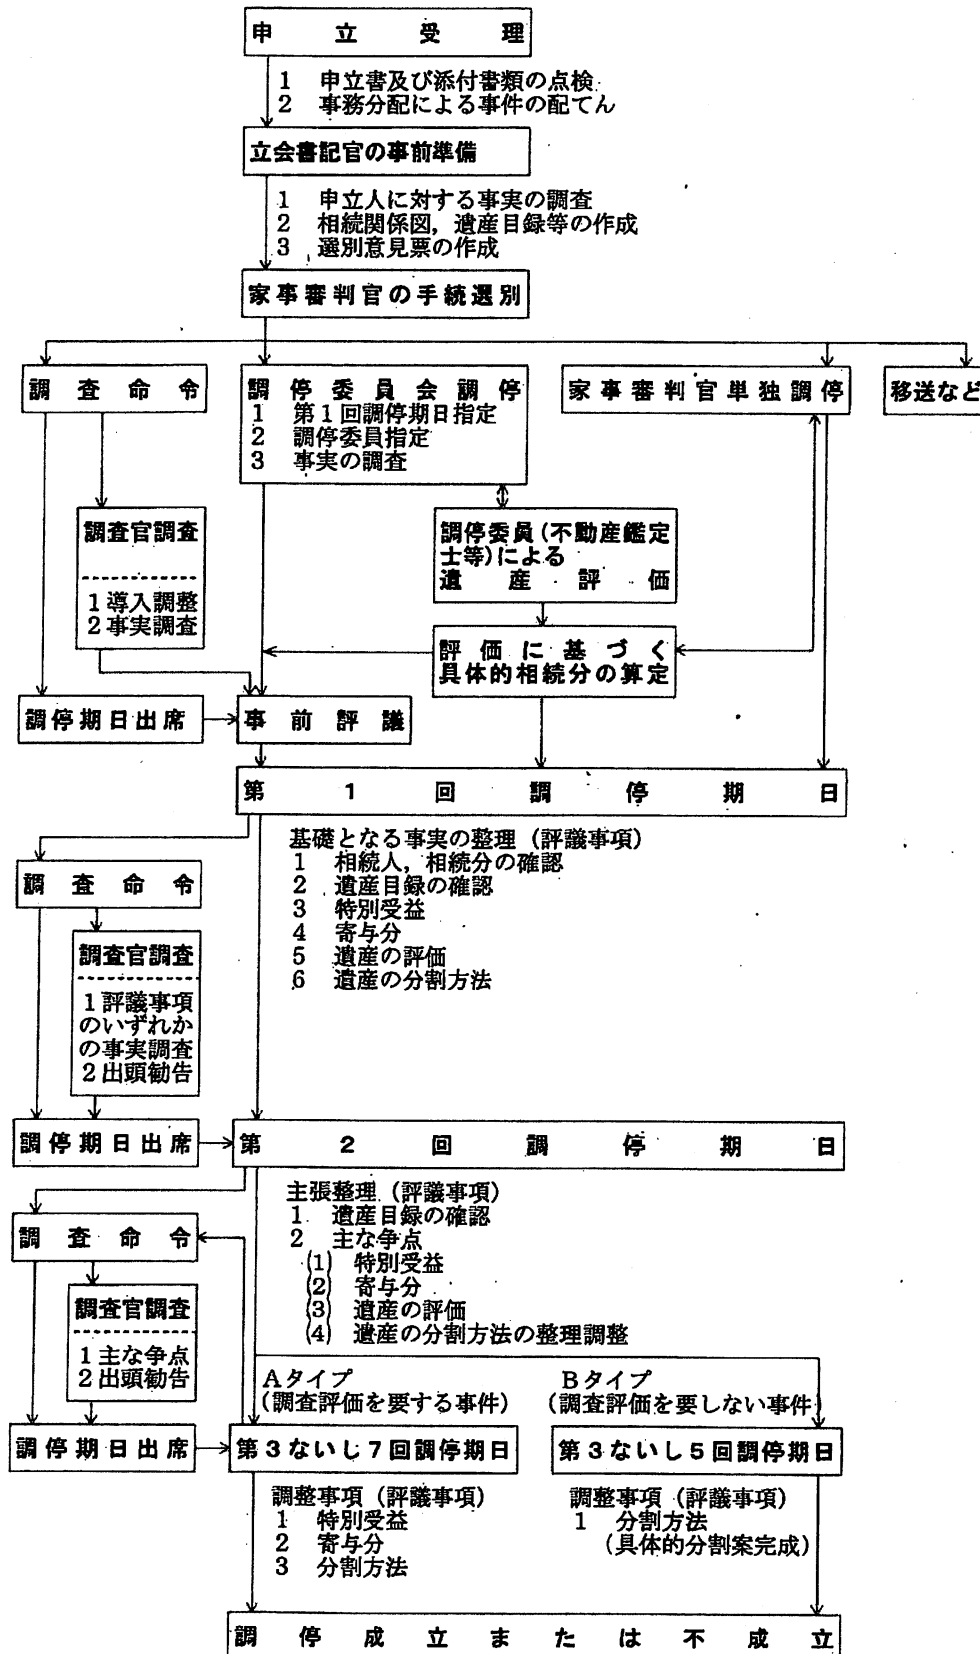 申立受理
1 申立書及び添付書類の点検
2 事務分配による事件の配てん
立会書記官の事前準備
1 申立人に対する事実の調査
2 相続関係図，遺産目録等の作成
3 選別意見票の作成
家事審判官の手続選別
調査命令
調停委員会調停
1 第1回調停期日指定
2 調停委員指定
3 事実の調査
家事審判官単独調停
移送など
調査官調査
1 導入調整
2 事実調査
調停委員(不動産鑑定
士等)による
遺産評価
評価に基づく
具体的相続分の算定
調停期日出席
事前評議
第1回調停期日
基礎となる事実の整理（評議事項）
1 相続人，相続分の確認
2 遺産目録の確認
3 特別受益
4 寄与分
5 遺産の評価
6 遺産の分割方法
調査命令
調査官調査
1 評議事項
のいずれか
の事実調査
2 出頭勧告
調停期日出席
第2回調停期日
主張整理（評議事項）
1 遺産目録の確認
2 主な争点
(1) 特別受益
(2) 寄与分
(3) 遺産の評価
(4) 遺産の分割方法の整理調整
調査命令
調査官調査
1 主な争点
2 出頭勧告
Aタイプ
(調査評価を要する事件)
Bタイプ
(調査評価を要しない事件)
調停期日出席
第3ないし7回調停期日
第3ないし5回調停期日
調整事項（評議事項）
1 特別受益
2 寄与分
3 分割方法
調整事項（評議事項）
1 分割方法
(具体的分割案完成)
調停成立または不成立